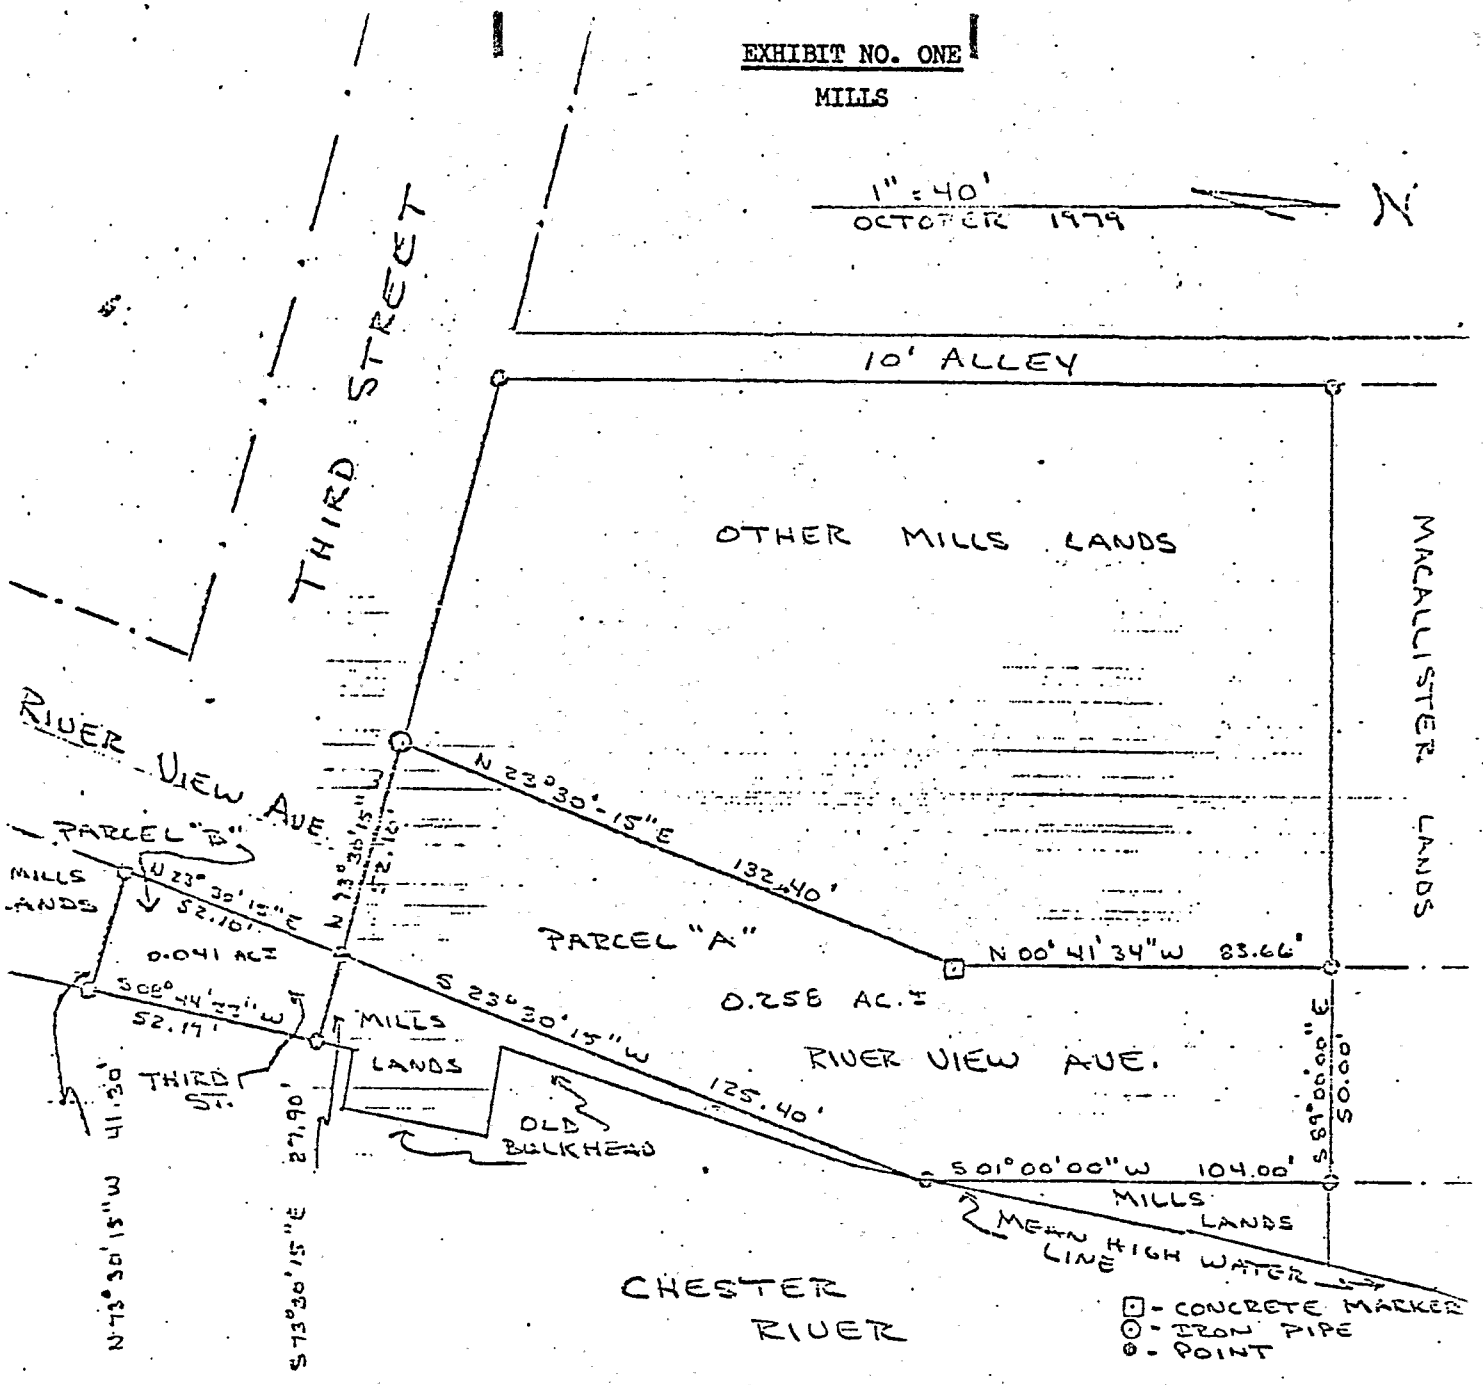 EXHIBIT NO. ONE
MILLS
1" = 40'
OCTOBER 1979
N
THIRD STREET
10' ALLEY
OTHER MILLS LANDS
MACALLISTER LANDS
RIVER VIEW AVE.
N 23° 30' - 15" E
132.40'
N 73° 30' 15" W
PARCEL "B"
MILLS
LANDS
N 23° 30' 15" E
52.10'
0.041 AC ±
PARCEL "A"
N 00° 41' 34" W 83.66'
0.258 AC. ±
S 23° 30' 15" W
125.40'
52.17'
MILLS
LANDS
RIVER VIEW AVE.
S 89° 00' 00" E
50.00'
THIRD
ST.
OLD
BULKHEAD
S 01° 00' 00" W 104.00'
MILLS
LANDS
MEAN HIGH WATER
LINE
N 73° 30' 15" W 41.30'
S 73° 30' 15" E 27.90'
CHESTER
RIVER
- CONCRETE MARKER
- IRON PIPE
- POINT